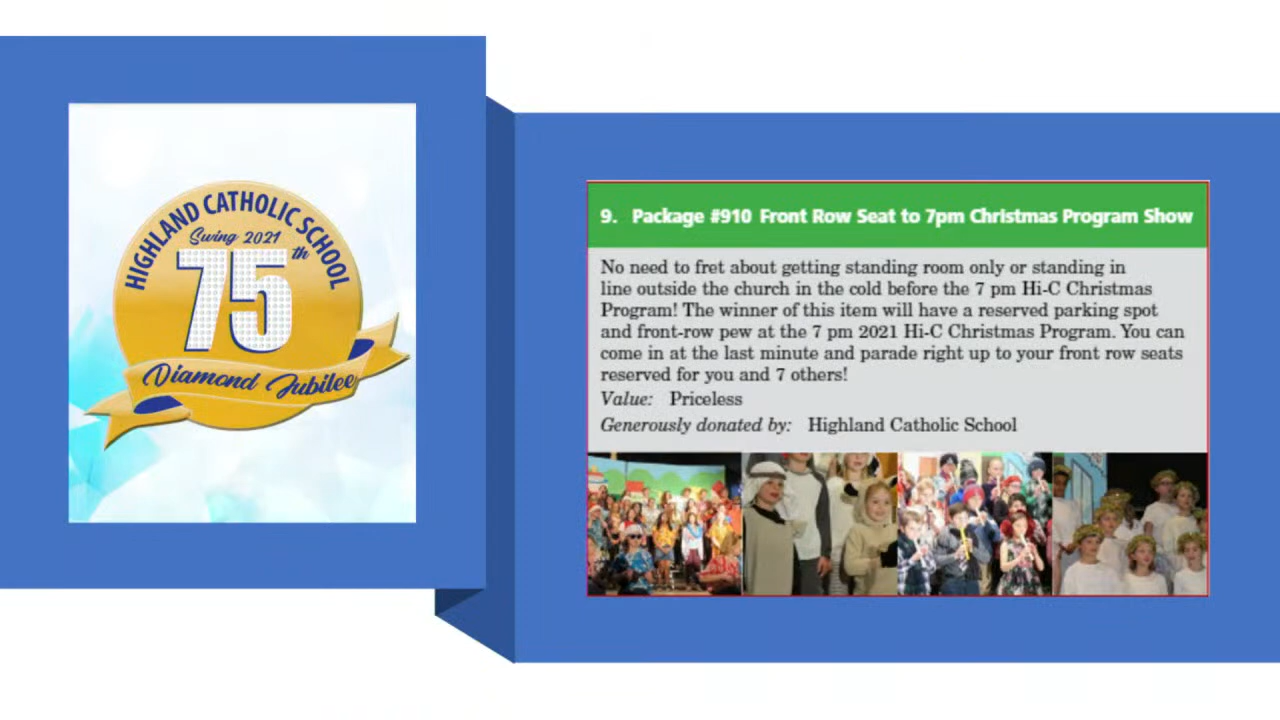 HIGHLAND CATHOLIC SCHOOL
Swing 2021
75th
Diamond Jubilee
9. Package #910 Front Row Seat to 7pm Christmas Program Show
No need to fret about getting standing room only or standing in
line outside the church in the cold before the 7 pm Hi-C Christmas
Program! The winner of this item will have a reserved parking spot
and front-row pew at the 7 pm 2021 Hi-C Christmas Program. You can
come in at the last minute and parade right up to your front row seats
reserved for you and 7 others!
Value: Priceless
Generously donated by: Highland Catholic School